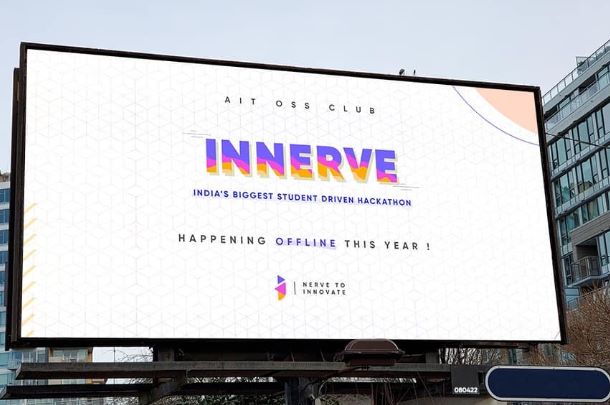 AIT OSS CLUB
INNERVE
INDIA'S BIGGEST STUDENT DRIVEN HACKATHON
HAPPENING OFFLINE THIS YEAR !
NERVE TO
INNOVATE
080422